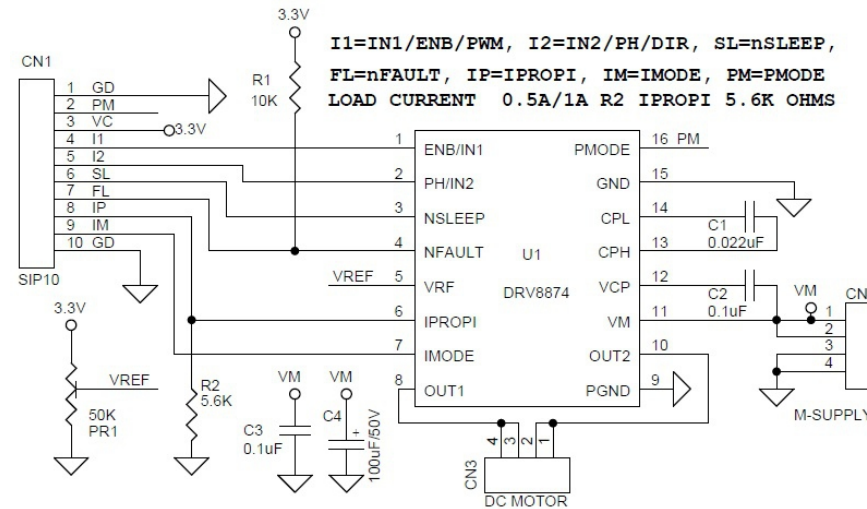 3.3V
I1=IN1/ENB/PWM, I2=IN2/PH/DIR, SL=nSLEEP,
FL=nFAULT, IP=IPROPI, IM=IMODE, PM=PMODE
LOAD CURRENT 0.5A/1A R2 IPROPI 5.6K OHMS
CN1
R1
10K
1 GD
2 PM
3 VC
3.3V
4 I1
5 I2
6 SL
7 FL
8 IP
9 IM
10 GD
SIP10
1 ENB/IN1
2 PH/IN2
3 NSLEEP
4 NFAULT
VREF 5 VRF
6 IPROPI
7 IMODE
8 OUT1
U1
DRV8874
PMODE 16 PM
GND 15
CPL 14
CPH 13
VCP 12
VM 11
OUT2 10
PGND 9
C1
0.022uF
C2
0.1uF
VM
CN
1
2
3
4
M-SUPPLY
3.3V
VREF
50K
PR1
R2
5.6K
VM
VM
C3
0.1uF
C4
+
100uF/50V
4 3 2 1
CN3
DC MOTOR